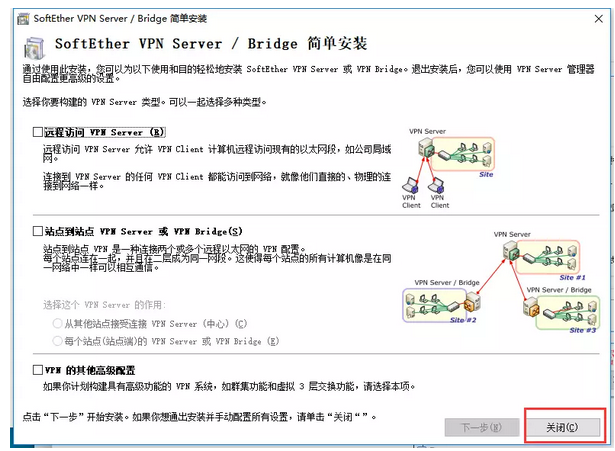 SoftEther VPN Server / Bridge 简单安装
SoftEther VPN Server / Bridge 简单安装
通过使用此安装，您可以为以下使用和目的轻松地安装 SoftEther VPN Server 或 VPN Bridge。退出安装后，您可以使用 VPN Server 管理器
自由配置更高级的设置。
选择你要构建的 VPN Server 类型。可以一起选择多种类型。
远程访问 VPN Server (R)
远程访问 VPN Server 允许 VPN Client 计算机远程访问现有的以太网段，如公司局域
网。
连接到 VPN Server 的任何 VPN Client 都能访问到网络，就像他们直接的、物理的连
接到网络一样。
VPN Server
Site
VPN
Client
VPN
Client
站点到站点 VPN Server 或 VPN Bridge(S)
站点到站点 VPN 是一种连接两个或多个远程以太网的 VPN 配置。
每个站点连在一起，并且在二层成为同一网段。这使得每个站点的所有计算机像是在同
一网络中一样可以相互通信。
选择这个 VPN Server 的作用:
从其他站点接受连接 VPN Server (中心) (C)
每个站点(站点端)的 VPN Server 或 VPN Bridge (E)
VPN Server
Site #1
VPN Server / Bridge
Site #2
VPN Server / Bridge
Site #3
VPN 的其他高级配置
如果你计划构建具有高级功能的 VPN 系统，如群集功能和虚拟 3 层交换功能，请选择本项。
点击“下一步”开始安装。如果你想退出安装并手动配置所有设置，请单击“关闭“”。
下一步(N)
关闭(C)